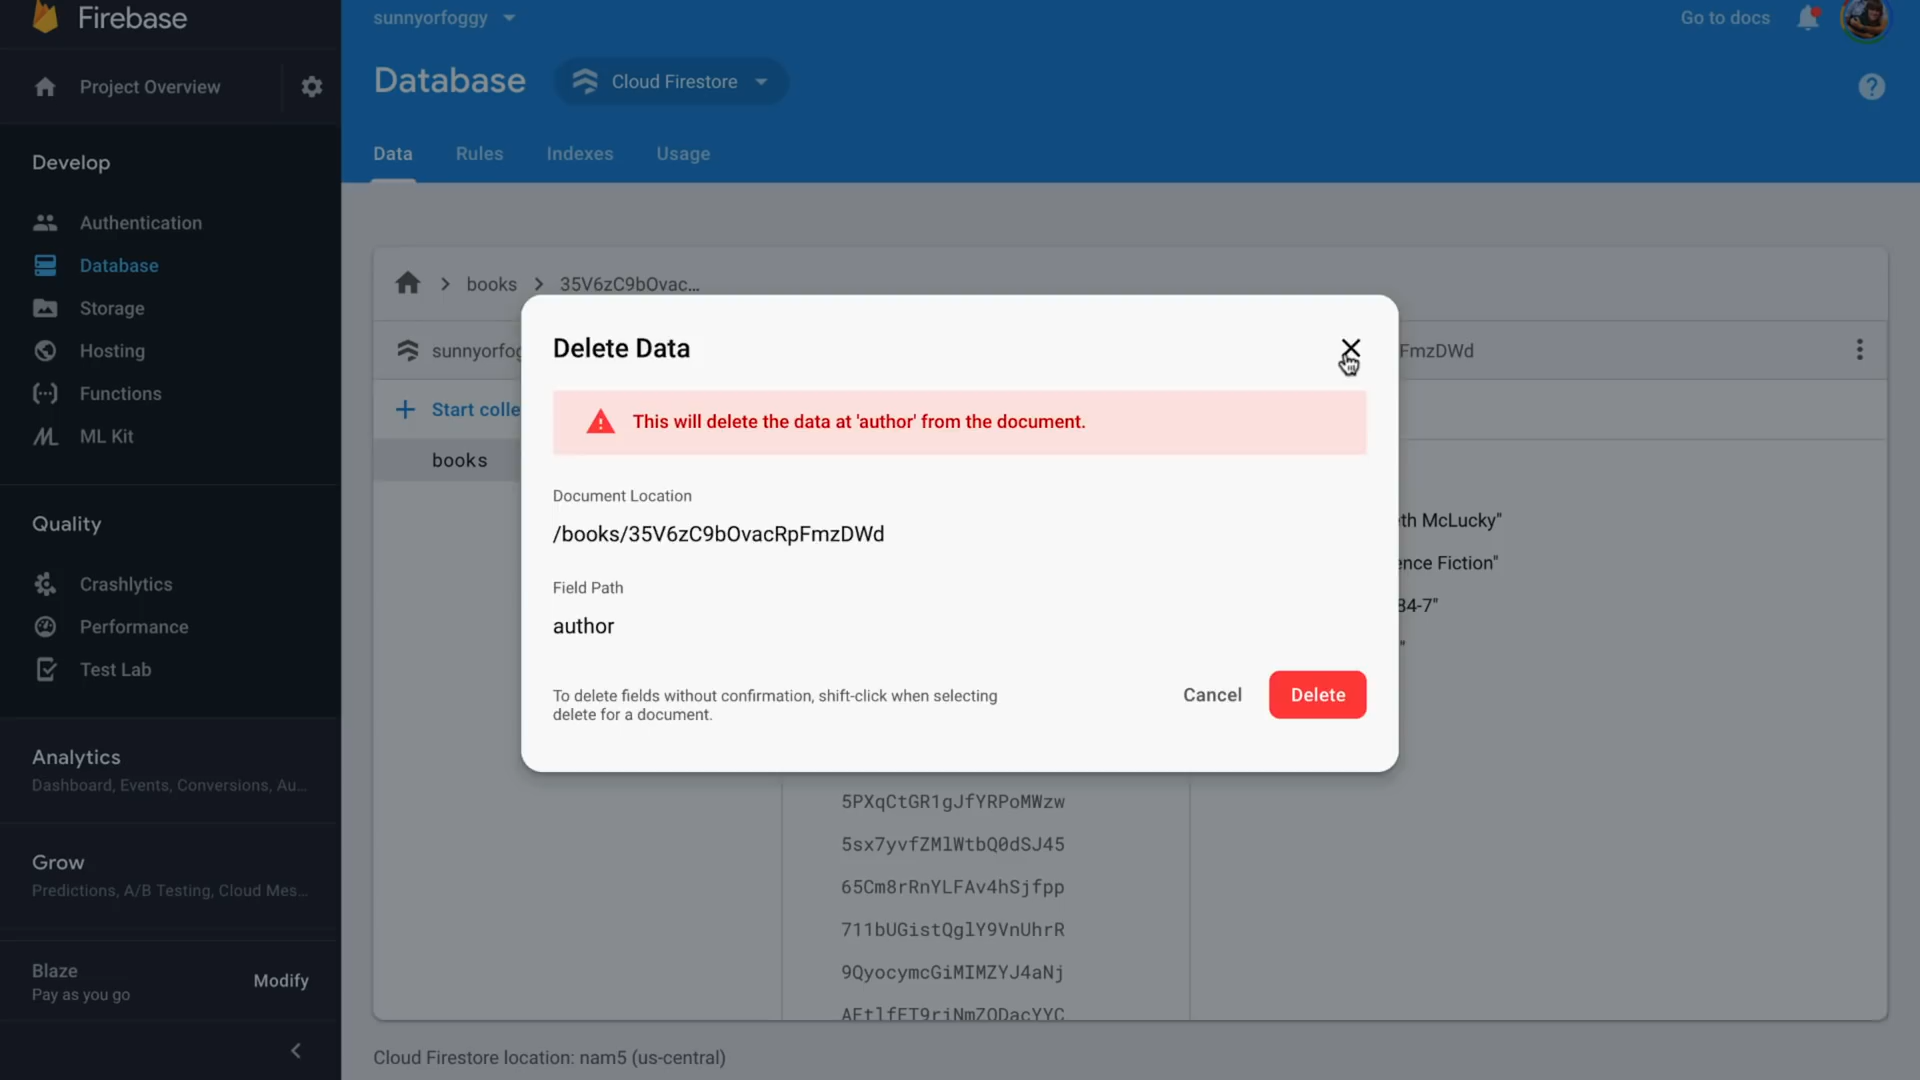 Firebase
sunnyorfoggy
Go to docs
Project Overview
Database
Cloud Firestore
Data
Rules
Indexes
Usage
Develop
Authentication
Database
Storage
Hosting
Functions
ML Kit
Quality
Crashlytics
Performance
Test Lab
Analytics
Dashboard, Events, Conversions, Au...
Grow
Predictions, A/B Testing, Cloud Mes...
Blaze
Pay as you go
Modify
books
35V6zC9bOvac...
sunnyorfog
FmzDWd
Start colle
books
Delete Data
This will delete the data at 'author' from the document.
Document Location
/books/35V6zC9bOvacRpFmzDWd
Field Path
author
To delete fields without confirmation, shift-click when selecting
delete for a document.
Cancel
Delete
th McLucky"
ence Fiction"
84-7"
"
5PXqCtGR1gJfYRPoMWzw
5sx7yvfZMlWtbQ0dSJ45
65Cm8rRnYLFAv4hSjfpp
711bUGistQglY9VnUhrR
9QyocymcGiMIMZYJ4aNj
Cloud Firestore location: nam5 (us-central)